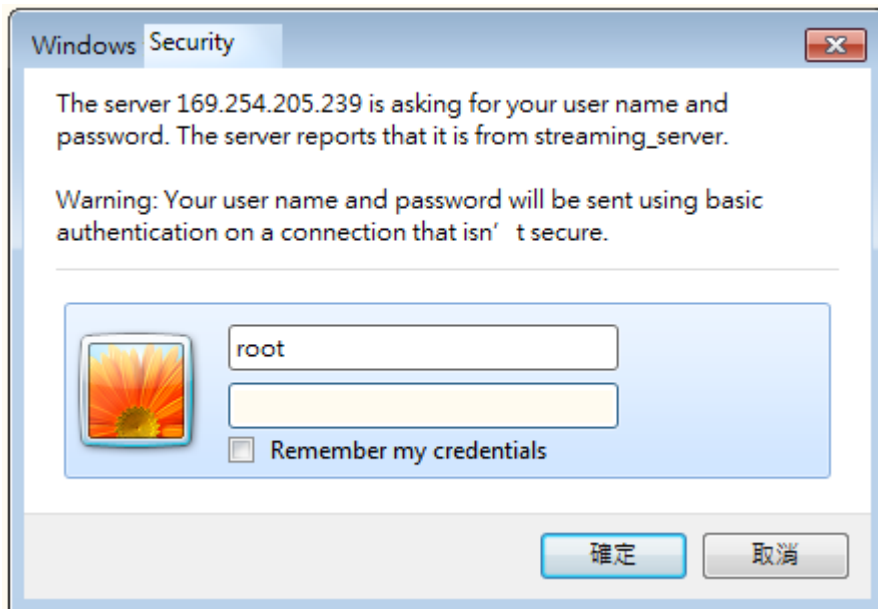 Windows Security
The server 169.254.205.239 is asking for your user name and
password. The server reports that it is from streaming_server.
Warning: Your user name and password will be sent using basic
authentication on a connection that isn′ t secure.
root
Remember my credentials
確定 取消